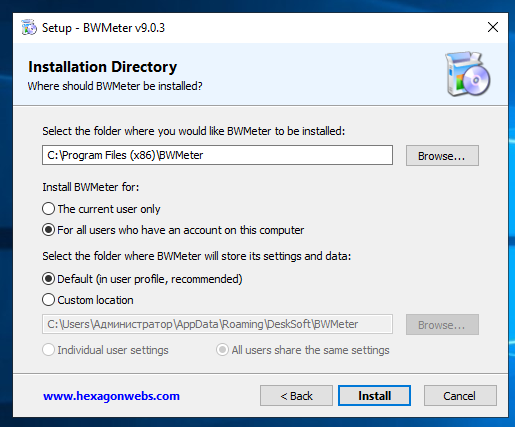 Setup - BWMeter v9.0.3
Installation Directory
Where should BWMeter be installed?
Select the folder where you would like BWMeter to be installed:
C:\Program Files (x86)\BWMeter
Browse...
Install BWMeter for:
The current user only
For all users who have an account on this computer
Select the folder where BWMeter will store its settings and data:
Default (in user profile, recommended)
Custom location
C:\Users\Администратор\AppData\Roaming\DeskSoft\BWMeter
Browse...
Individual user settings
All users share the same settings
www.hexagonwebs.com
< Back
Install
Cancel